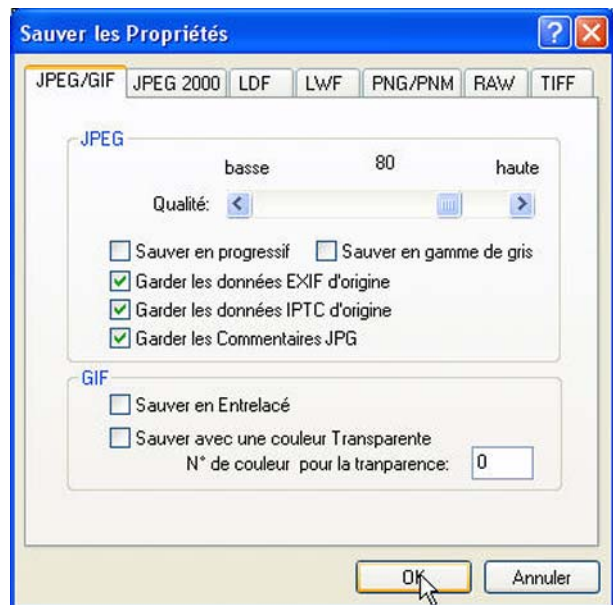 Sauver les Propriétés
JPEG/GIF JPEG 2000 LDF LWF PNG/PNM RAW TIFF
JPEG
basse 80 haute
Qualité:
Sauver en progressif Sauver en gamme de gris
Garder les données EXIF d'origine
Garder les données IPTC d'origine
Garder les Commentaires JPG
GIF
Sauver en Entrelacé
Sauver avec une couleur Transparente
N° de couleur pour la tranparence: 0
OK Annuler